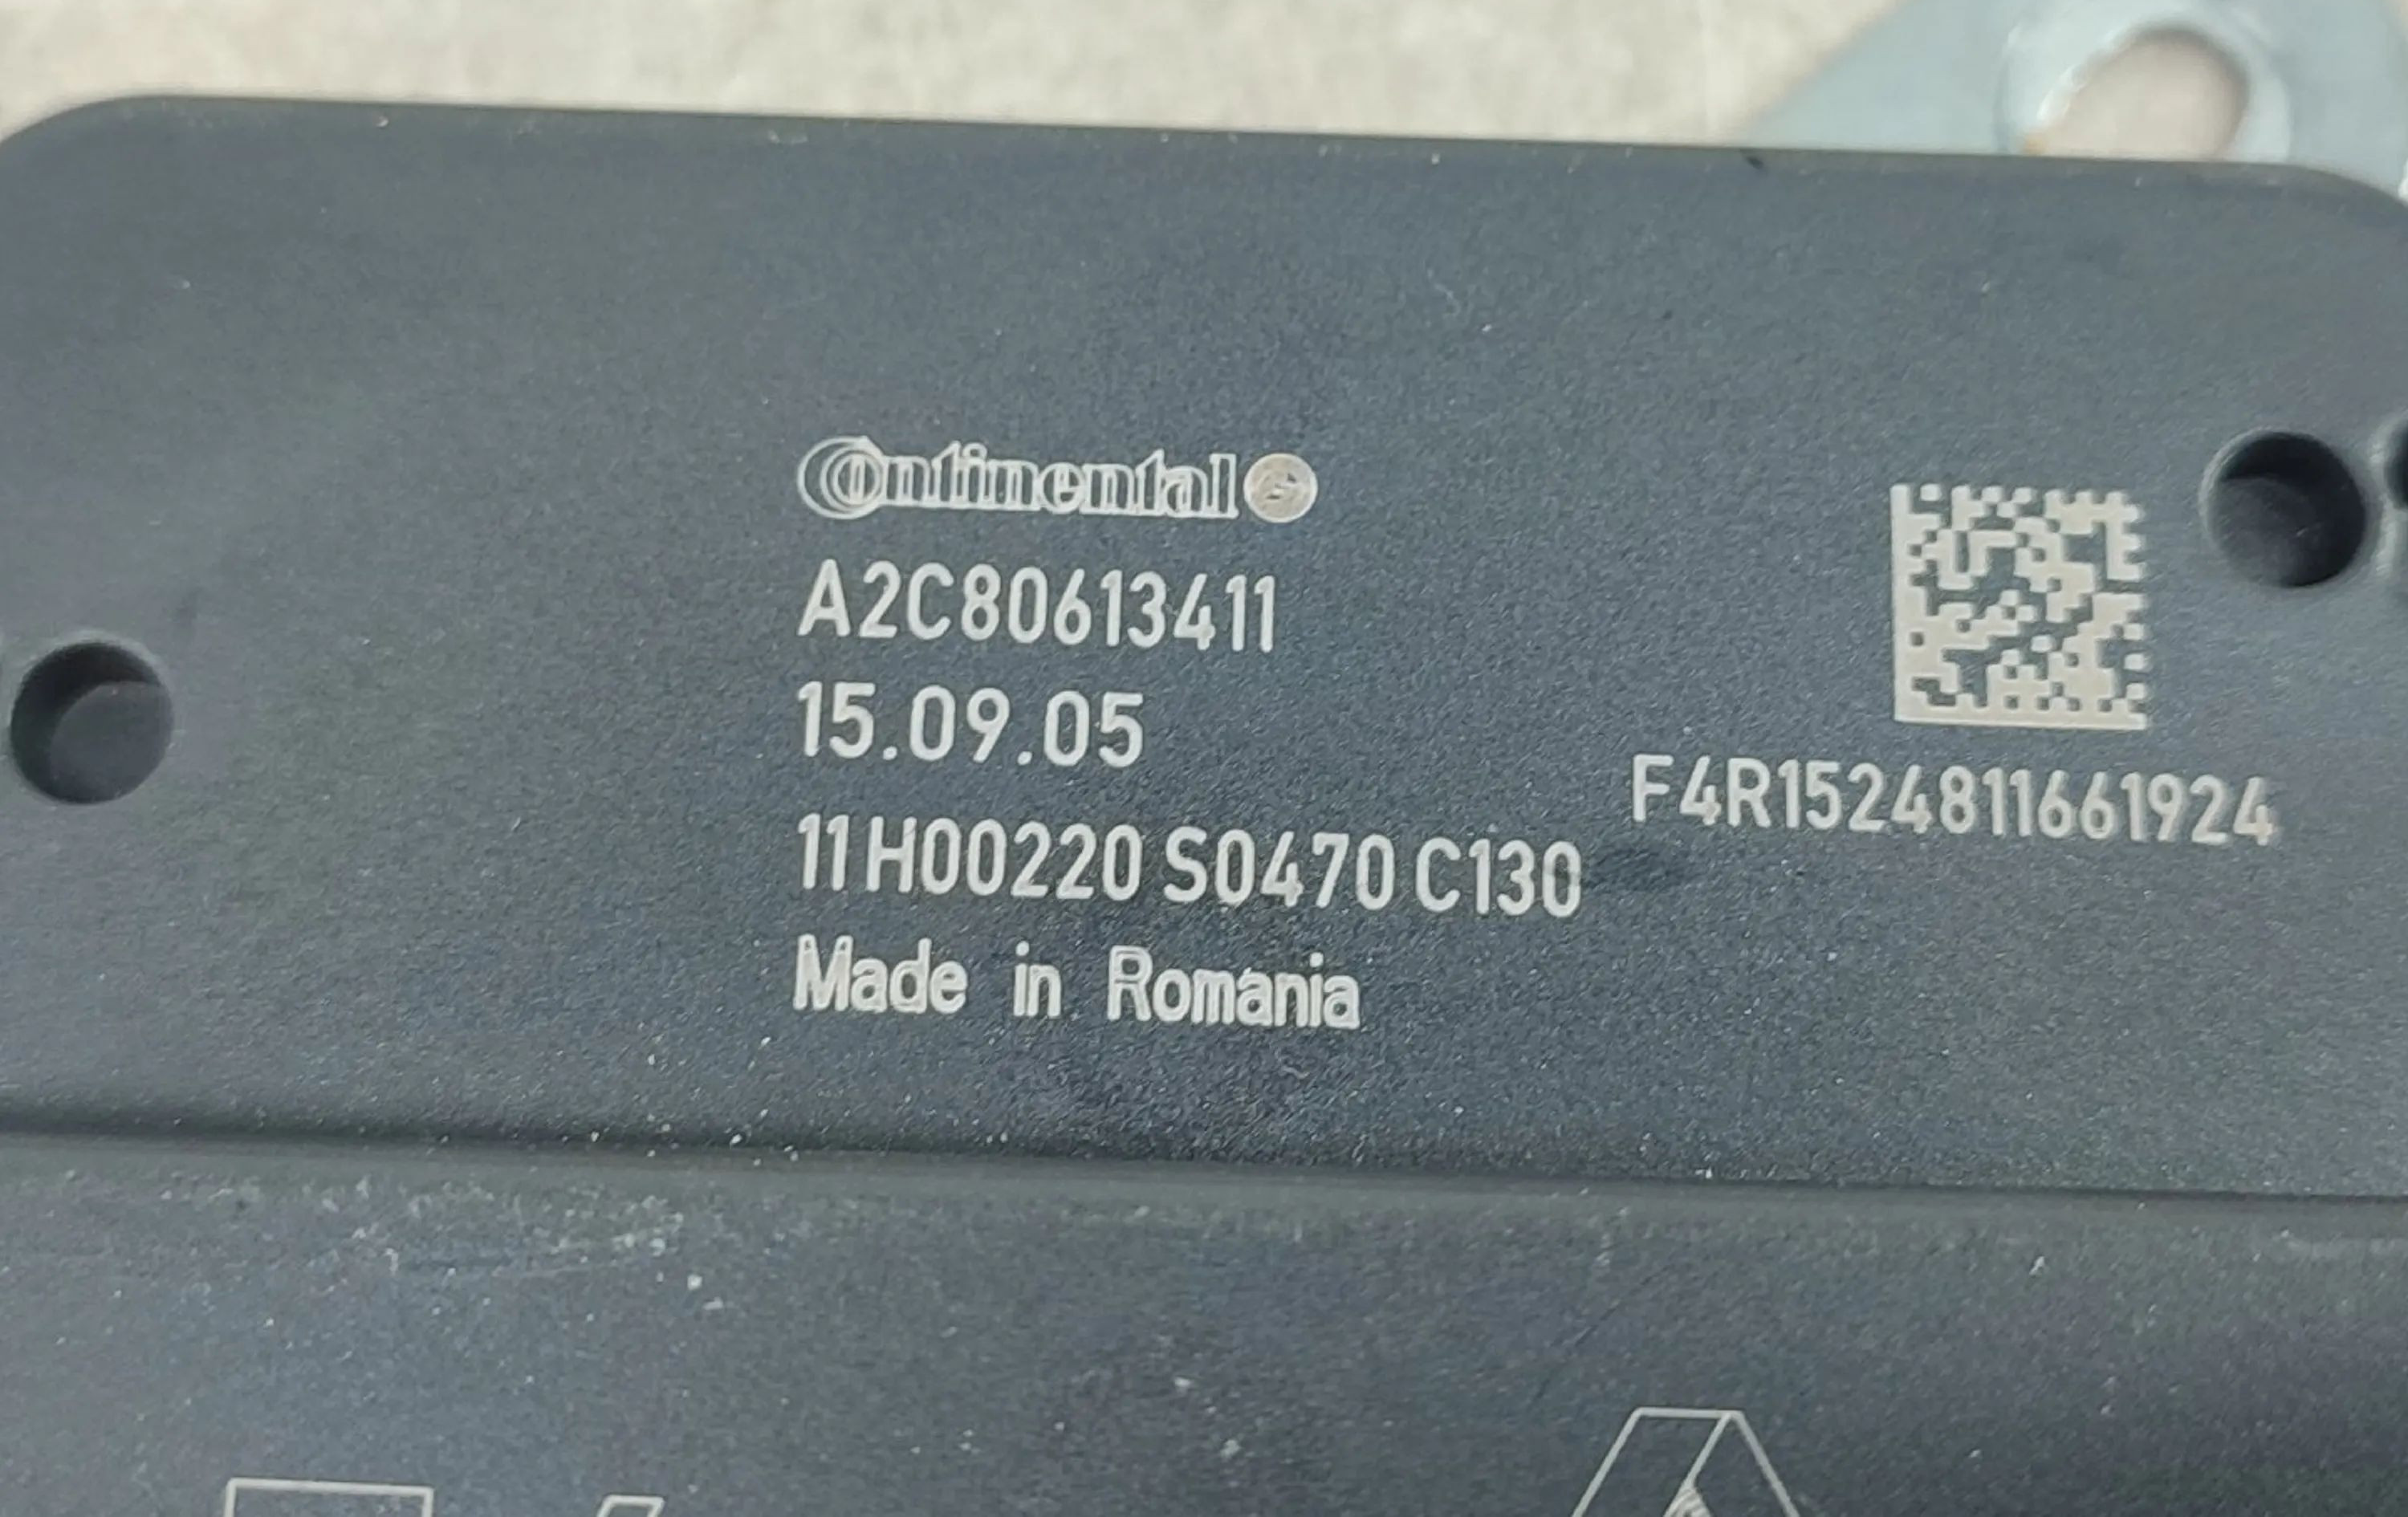 Continental
A2C80613411
15.09.05
11H00220 S0470 C130
Made in Romania
F4R1524811661924